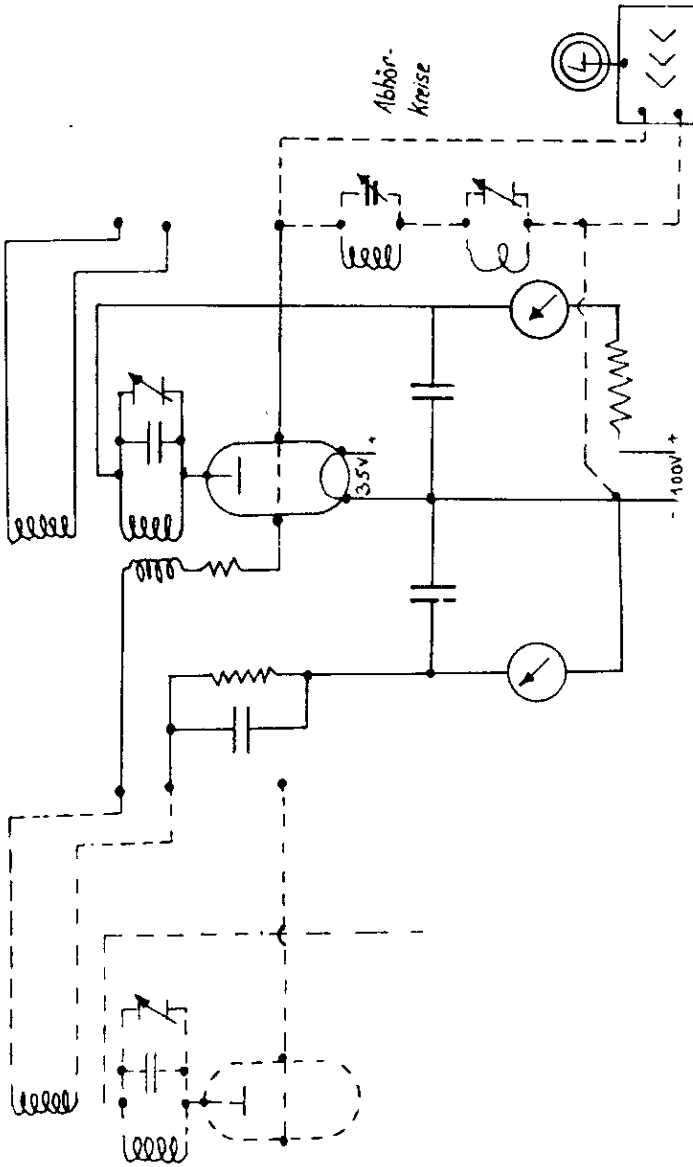 Abhör-
Kreise
3.5V +
- 100V +